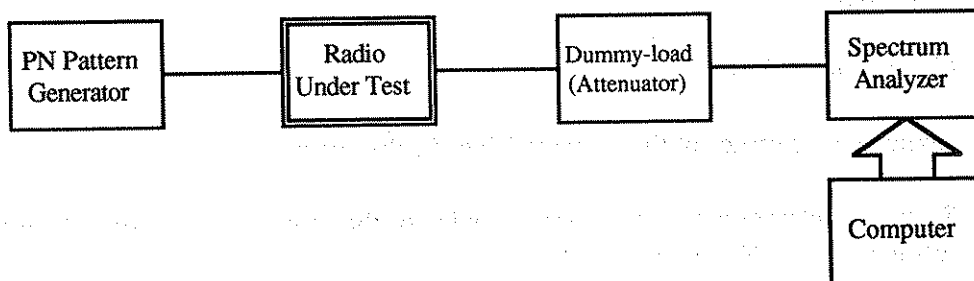 PN Pattern
Generator
Radio
Under Test
Dummy-load
(Attenuator)
Spectrum
Analyzer
Computer